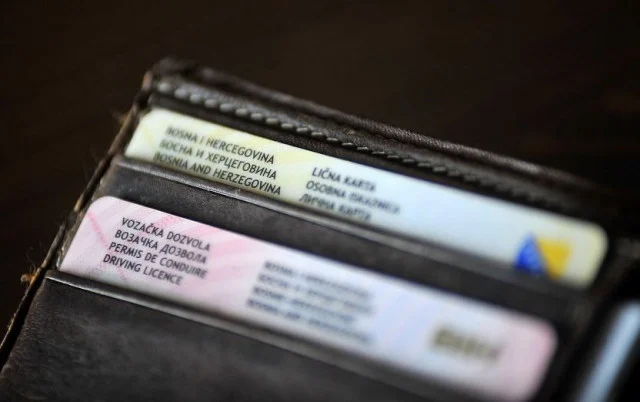 BOSNA I HERCEGOVINA
БОСНА И ХЕРЦЕГОВИНА
BOSNIA AND HERZEGOVINA
LIČNA KARTA
OSOBNA ISKAZNICA
ЛИЧНА КАРТА
VOZAČKA DOZVOLA
ВОЗАЧКА ДОЗВОЛА
PERMIS DE CONDUIRE
DRIVING LICENCE